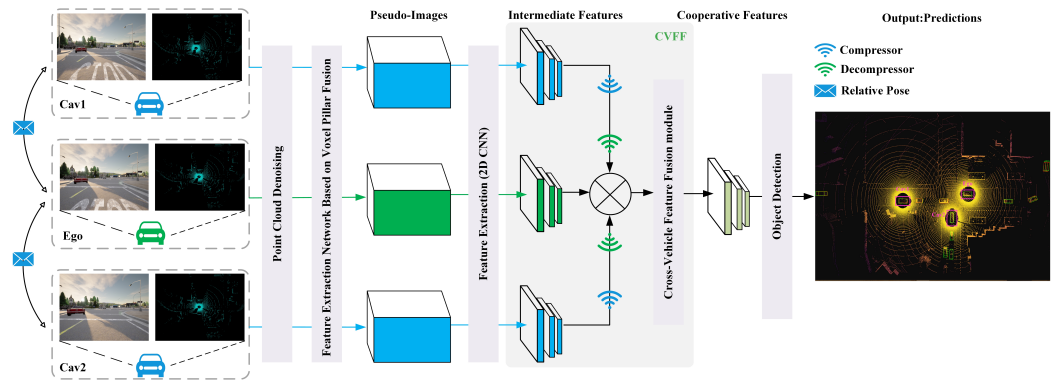 Pseudo-Images
Intermediate Features
Cooperative Features
Output:Predictions
CVFF
Compressor
Decompressor
Relative Pose
Cav1
Ego
Cav2
Point Cloud Denoising
Feature Extraction Network Based on Voxel Pillar Fusion
Feature Extraction (2D CNN)
Cross-Vehicle Feature Fusion module
Object Detection